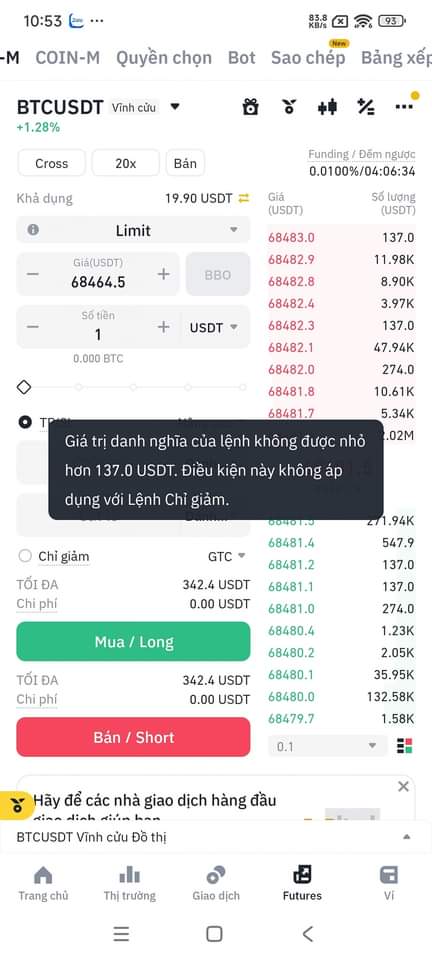 10:53 Zalo ...
83.8 KB/s 93
-M COIN-M Quyền chọn Bot Sao chép New Bảng xếp
BTCUSDT Vĩnh cửu
+1.28%
Cross 20x Bán
Funding / Đếm ngược
0.0100%/04:06:34
Khả dụng 19.90 USDT
Limit
Giá(USDT)
68464.5
BBO
Số tiền
1
USDT
0.000 BTC
Giá (USDT) Số lượng (USDT)
68483.0 137.0
68482.9 11.98K
68482.8 8.90K
68482.4 3.97K
68482.3 137.0
68482.1 47.94K
68482.0 274.0
68481.8 10.61K
68481.7 5.34K
Giá trị danh nghĩa của lệnh không được nhỏ
hơn 137.0 USDT. Điều kiện này không áp
dụng với Lệnh Chỉ giảm.
68481.5 271.94K
68481.4 547.9
68481.2 137.0
68481.1 137.0
68481.0 274.0
68480.4 1.23K
68480.2 2.05K
68480.1 35.95K
68480.0 132.58K
68479.7 1.58K
0.1
Chỉ giảm GTC
TỐI ĐA 342.4 USDT
Chi phí 0.00 USDT
Mua / Long
TỐI ĐA 342.4 USDT
Chi phí 0.00 USDT
Bán / Short
Hãy để các nhà giao dịch hàng đầu
BTCUSDT Vĩnh cửu Đồ thị
Trang chủ Thị trường Giao dịch Futures Ví